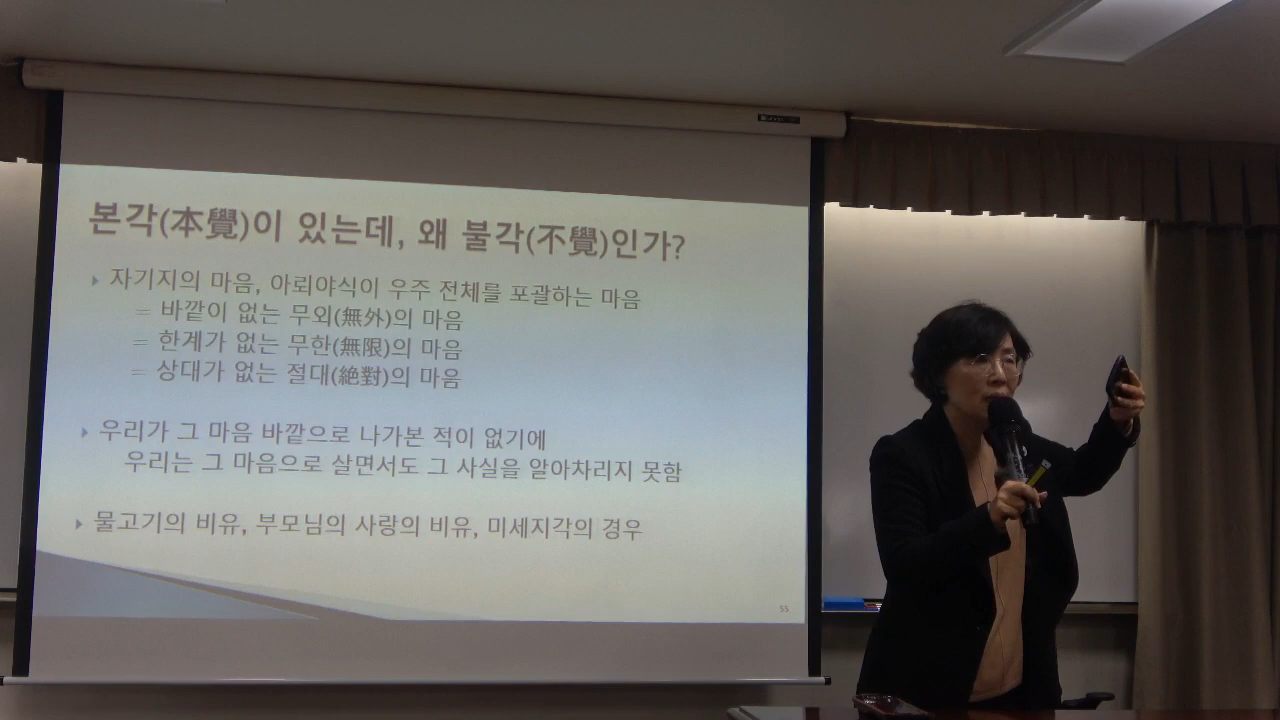 본각(本覺)이 있는데, 왜 불각(不覺)인가?
자기지의 마음, 아뢰야식이 우주 전체를 포괄하는 마음
= 바깥이 없는 무외(無外)의 마음
= 한계가 없는 무한(無限)의 마음
= 상대가 없는 절대(絶對)의 마음
우리가 그 마음 바깥으로 나가본 적이 없기에
우리는 그 마음으로 살면서도 그 사실을 알아차리지 못함
물고기의 비유, 부모님의 사랑의 비유, 미세지각의 경우
55